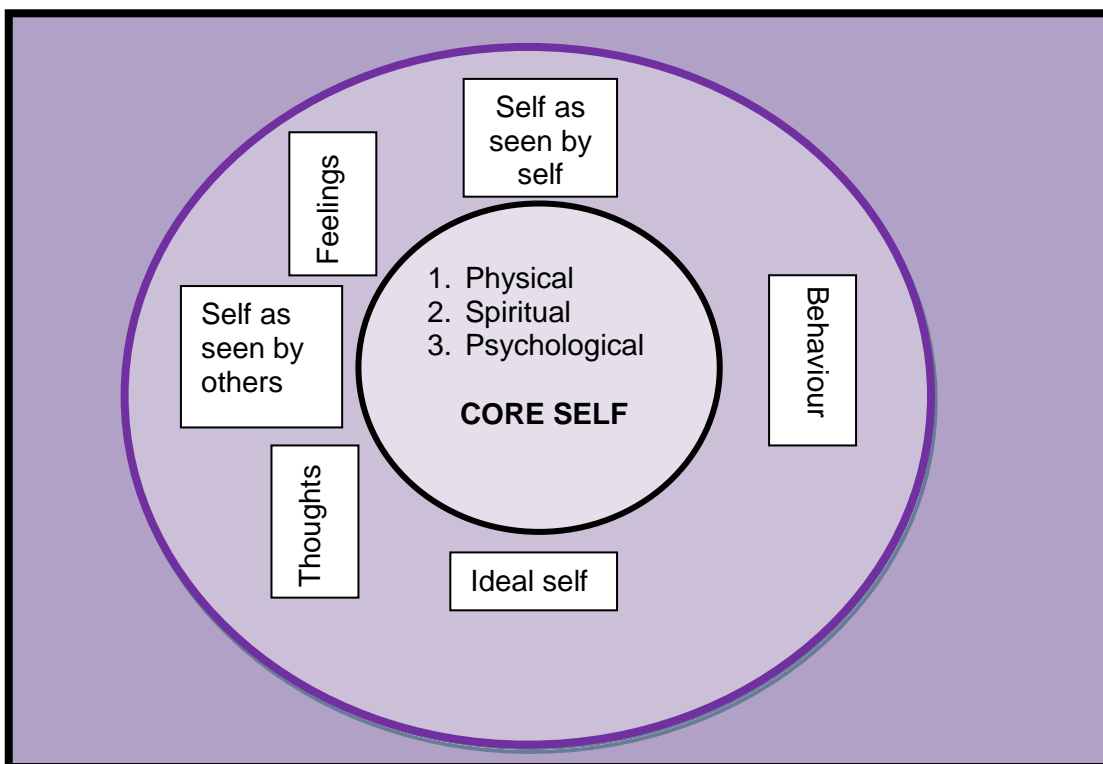 Self as
seen by
self
Feelings
1. Physical
2. Spiritual
3. Psychological
CORE SELF
Self as
seen by
others
Behaviour
Thoughts
Ideal self